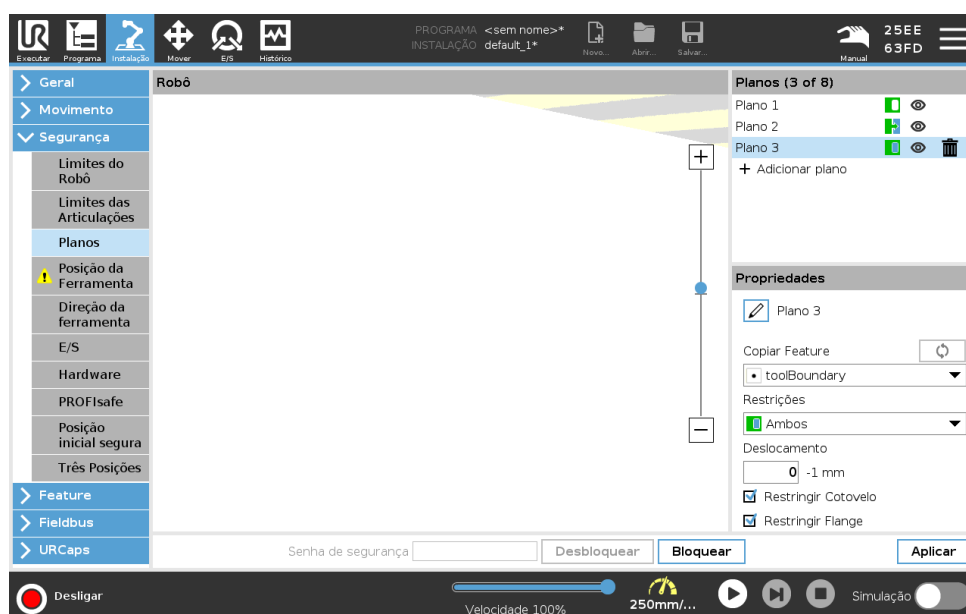 PROGRAMA <sem nome>*
INSTALAÇÃO default_1*
UR
Executar Programa Instalação Mover E/S Histórico
Novo... Abrir... Salvar...
Manual
25EE
63FD
Geral
Movimento
Segurança
Limites do
Robô
Limites das
Articulações
Planos
Posição da
Ferramenta
Direção da
ferramenta
E/S
Hardware
PROFIsafe
Posição
inicial segura
Três Posições
Feature
Fieldbus
URCaps
Robô
Senha de segurança Desbloquear Bloquear Aplicar
Planos (3 of 8)
Plano 1
Plano 2
Plano 3
+ Adicionar plano
Propriedades
Plano 3
Copiar Feature
toolBoundary
Restrições
Ambos
Deslocamento
0 -1 mm
Restringir Cotovelo
Restringir Flange
Desligar
Velocidade 100%
250mm/...
Simulação